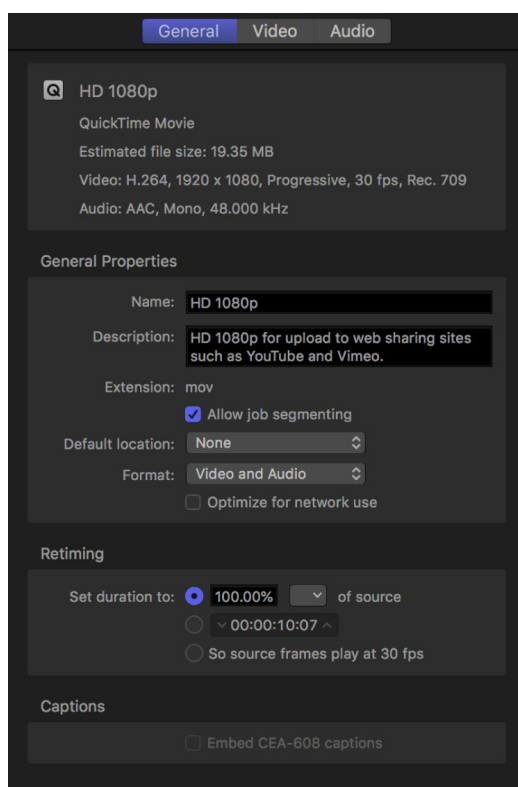 General Video Audio
HD 1080p
QuickTime Movie
Estimated file size: 19.35 MB
Video: H.264, 1920 x 1080, Progressive, 30 fps, Rec. 709
Audio: AAC, Mono, 48.000 kHz
General Properties
Name: HD 1080p
Description: HD 1080p for upload to web sharing sites
such as YouTube and Vimeo.
Extension: mov
Allow job segmenting
Default location: None
Format: Video and Audio
Optimize for network use
Retiming
Set duration to: 100.00% of source
00:00:10:07
So source frames play at 30 fps
Captions
Embed CEA-608 captions